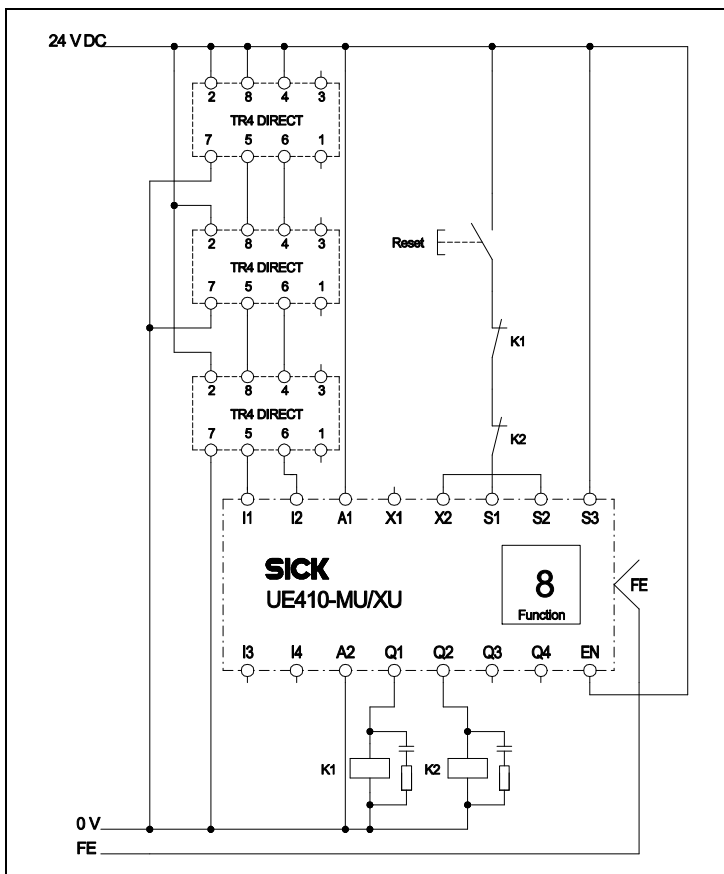 24 V DC
2 8 4 3
TR4 DIRECT
7 5 6 1
2 8 4 3
Reset
TR4 DIRECT
7 5 6 1
K1
2 8 4 3
TR4 DIRECT
7 5 6 1
K2
I1 I2 A1 X1 X2 S1 S2 S3
SICK
UE410-MU/XU
8
Function
FE
I3 I4 A2 Q1 Q2 Q3 Q4 EN
K1 K2
0 V
FE